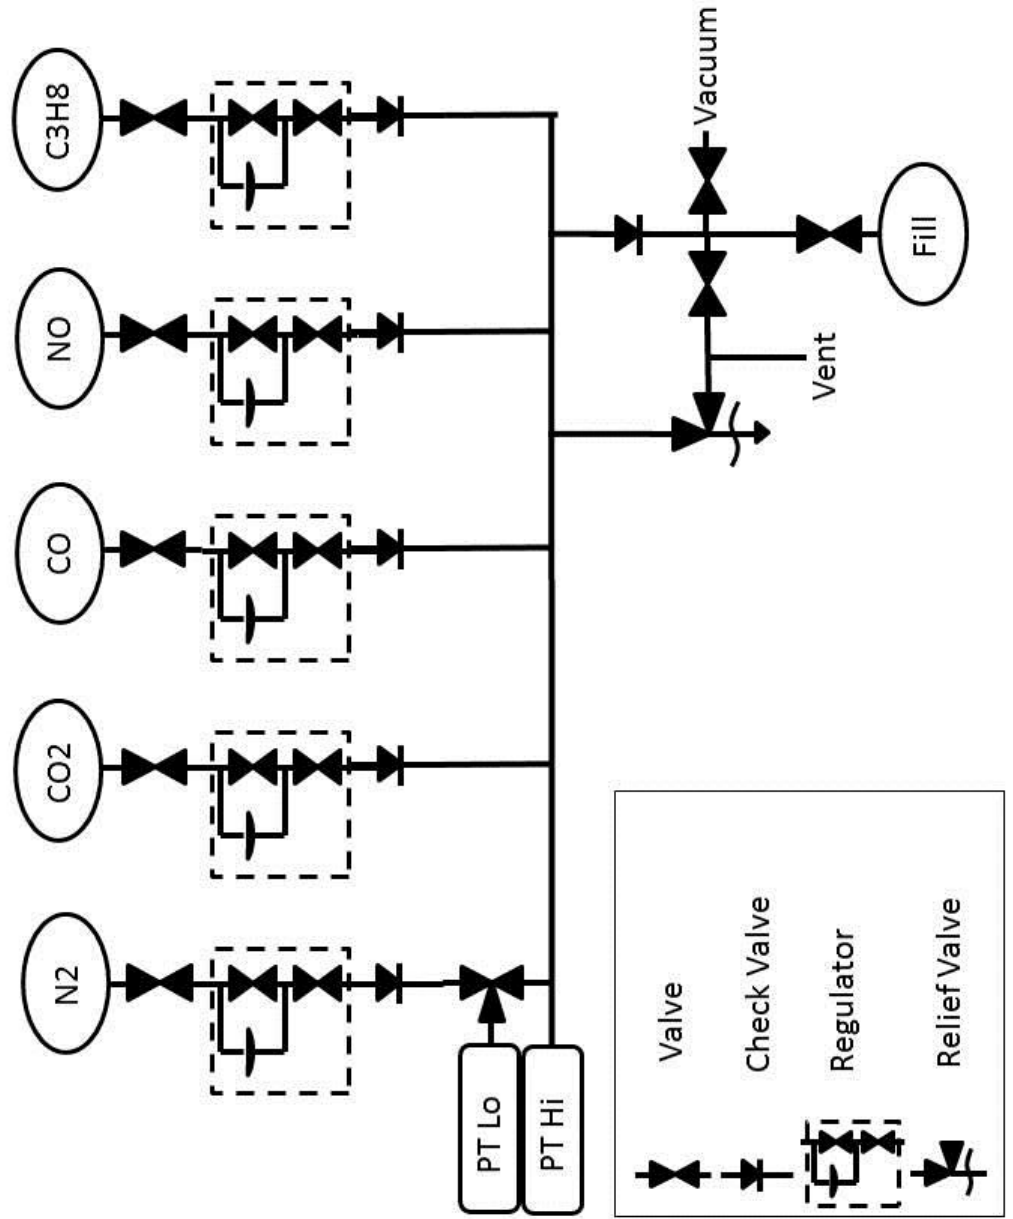 N2
CO2
CO
NO
C3H8
PT Lo
PT Hi
Vent
Vacuum
Fill
Valve
Check Valve
Regulator
Relief Valve